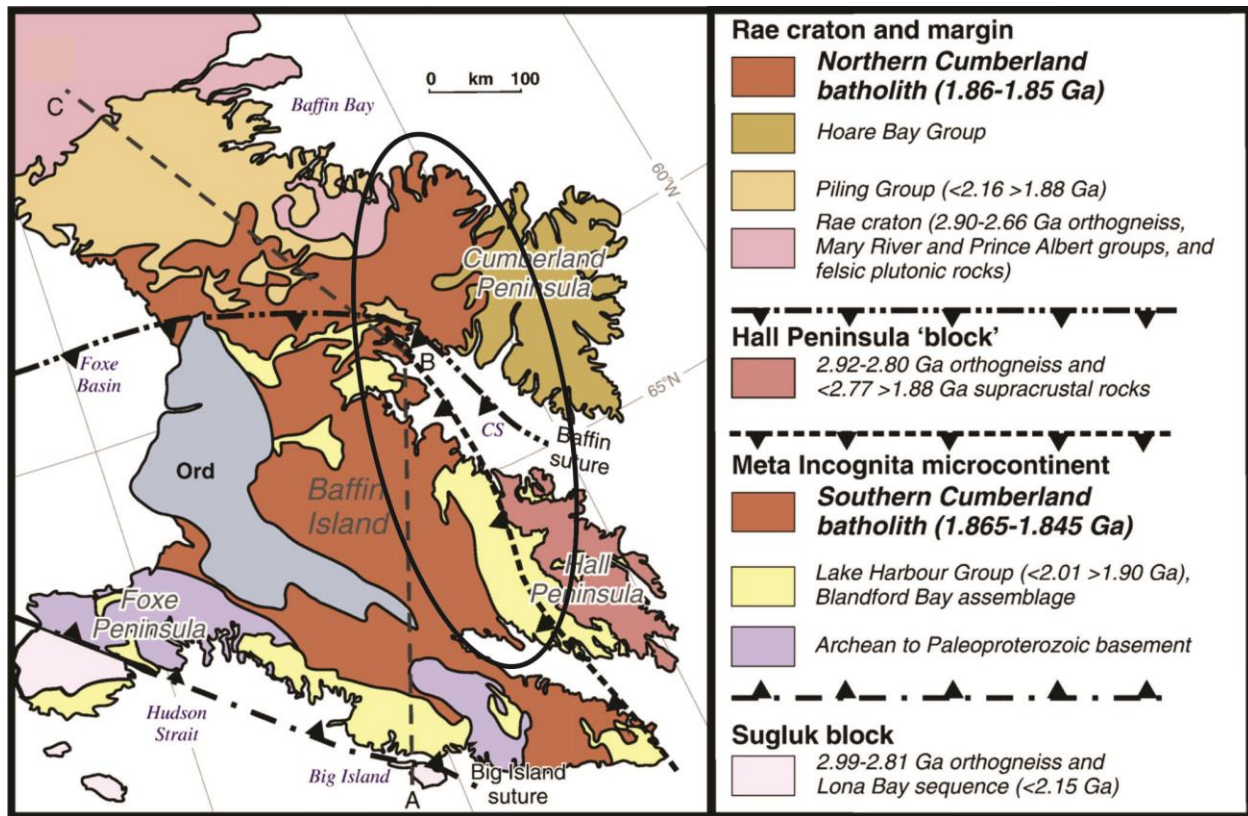 C
Baffin Bay
0 km 100
60°W
Cumberland
Peninsula
Foxe
Basin
B
65°N
CS
Baffin
suture
Ord
Baffin
Island
Hall
Peninsula
Foxe
Peninsula
Hudson
Strait
Big Island
Big Island
suture
A
Rae craton and margin
Northern Cumberland
batholith (1.86-1.85 Ga)
Hoare Bay Group
Piling Group (<2.16 >1.88 Ga)
Rae craton (2.90-2.66 Ga orthogneiss,
Mary River and Prince Albert groups, and
felsic plutonic rocks)
Hall Peninsula ‘block’
2.92-2.80 Ga orthogneiss and
<2.77 >1.88 Ga supracrustal rocks
Meta Incognita microcontinent
Southern Cumberland
batholith (1.865-1.845 Ga)
Lake Harbour Group (<2.01 >1.90 Ga),
Blandford Bay assemblage
Archean to Paleoproterozoic basement
Sugluk block
2.99-2.81 Ga orthogneiss and
Lona Bay sequence (<2.15 Ga)